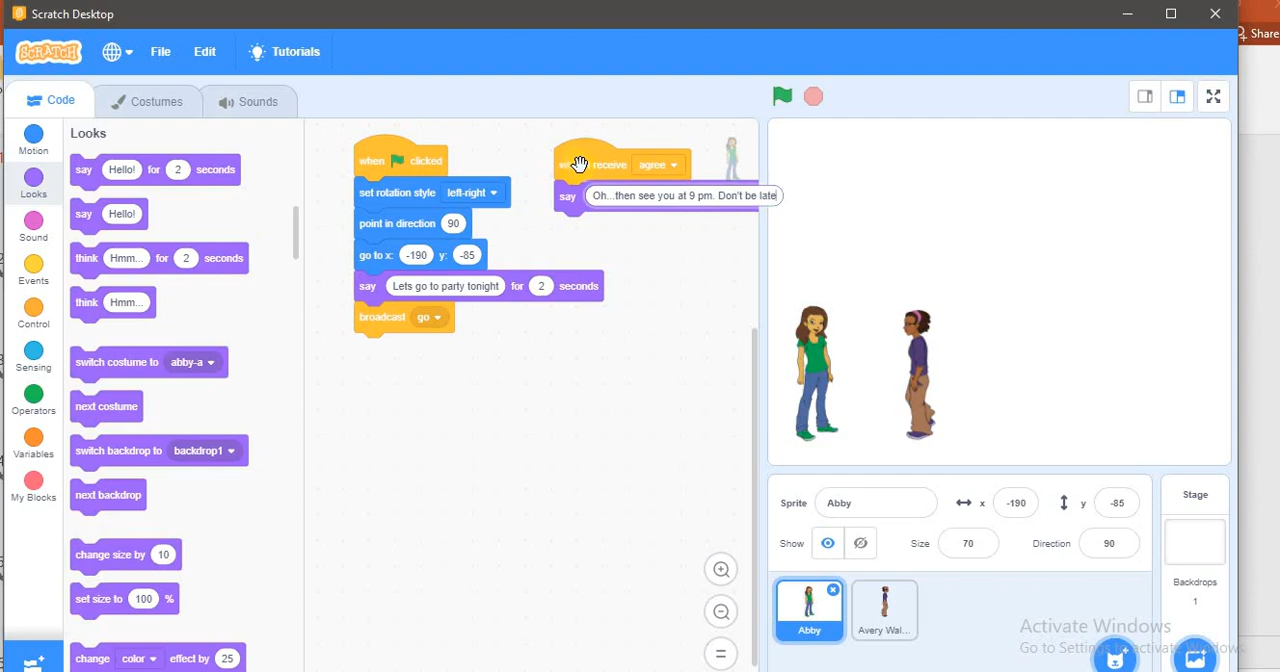 Scratch Desktop
Share
SCRATCH File Edit Tutorials
Code Costumes Sounds
Motion
Looks
Sound
Events
Control
Sensing
Operators
Variables
My Blocks
Looks
say Hello! for 2 seconds
say Hello!
think Hmm... for 2 seconds
think Hmm...
switch costume to abby-a
next costume
switch backdrop to backdrop1
next backdrop
change size by 10
set size to 100 %
change color effect by 25
when clicked
set rotation style left-right
point in direction 90
go to x: -190 y: -85
say Lets go to party tonight for 2 seconds
broadcast go
receive agree
say Oh...then see you at 9 pm. Don't be late
Sprite Abby x -190 y -85
Show Size 70 Direction 90
Abby
Avery Wal...
Stage
Backdrops
1
Activate Windows